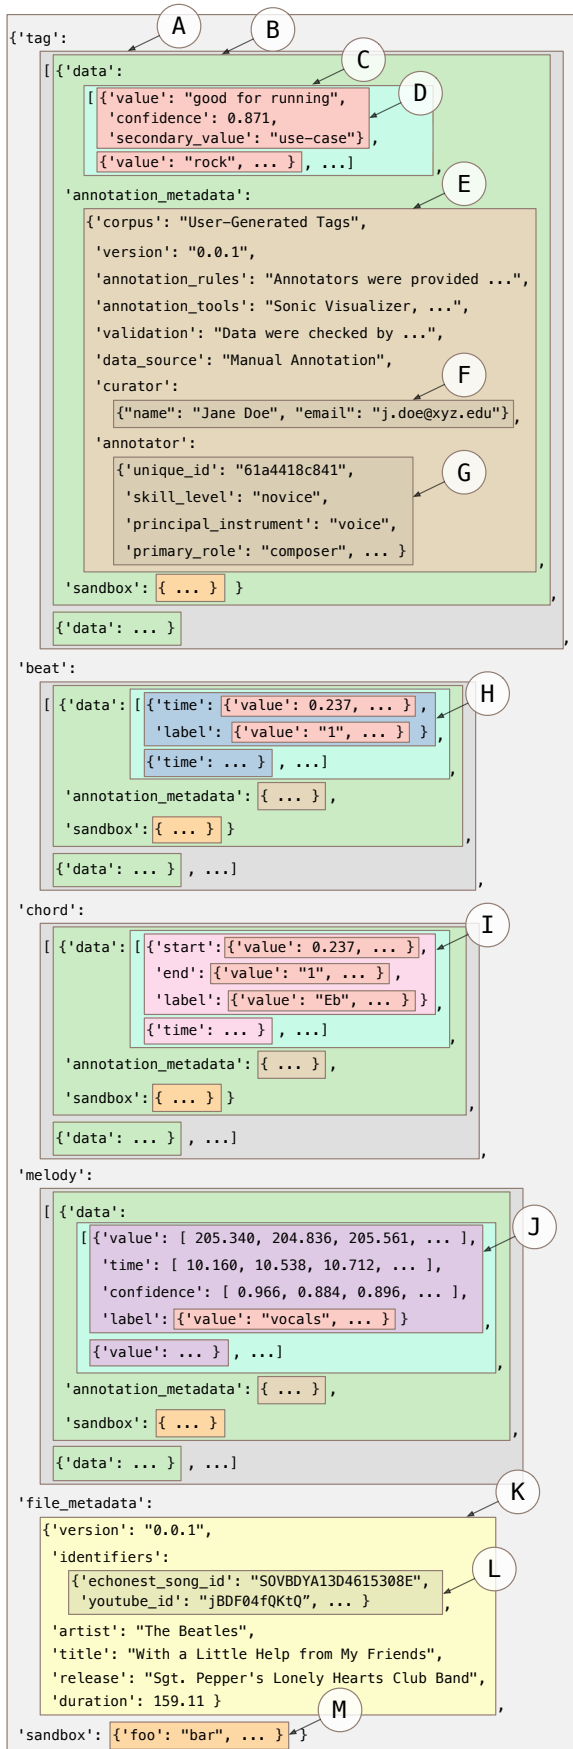 A
B
{'tag':
C
[ {'data':
D
[ {'value': "good for running",
'confidence': 0.871,
'secondary_value': "use-case"} ,
{'value': "rock", ... } , ...]
,
E
'annotation_metadata':
{'corpus': "User-Generated Tags",
'version': "0.0.1",
'annotation_rules': "Annotators were provided ...",
'annotation_tools': "Sonic Visualizer, ...",
'validation': "Data were checked by ...",
'data_source': "Manual Annotation",
F
'curator':
{"name": "Jane Doe", "email": "j.doe@xyz.edu"} ,
'annotator':
G
{'unique_id': "61a4418c841",
'skill_level': "novice",
'principal_instrument': "voice",
'primary_role': "composer", ... }
,
'sandbox': { ... } }
,
{'data': ... }
,
'beat':
H
[ {'data': [ {'time': {'value': 0.237, ... } ,
'label': {'value': "1", ... } }
,
{'time': ... } , ...]
,
'annotation_metadata': { ... } ,
'sandbox': { ... } }
,
{'data': ... } , ...]
,
'chord':
I
[ {'data': [ {'start': {'value': 0.237, ... } ,
'end': {'value': "1", ... } ,
'label': {'value': "Eb", ... } }
,
{'time': ... } , ...]
,
'annotation_metadata': { ... } ,
'sandbox': { ... } }
,
{'data': ... } , ...]
,
'melody':
[ {'data':
J
[ {'value': [ 205.340, 204.836, 205.561, ... ],
'time': [ 10.160, 10.538, 10.712, ... ],
'confidence': [ 0.966, 0.884, 0.896, ... ],
'label': {'value': "vocals", ... } }
,
{'value': ... } , ...]
,
'annotation_metadata': { ... } ,
'sandbox': { ... }
,
{'data': ... } , ...]
,
K
'file_metadata':
{'version': "0.0.1",
'identifiers':
L
{'echonest_song_id': "SOVBDYA13D4615308E",
'youtube_id': "jBDF04fQKtQ”, ... }
,
'artist': "The Beatles",
'title': "With a Little Help from My Friends",
'release': "Sgt. Pepper's Lonely Hearts Club Band",
'duration': 159.11 }
,
M
'sandbox': {'foo': "bar", ... } }